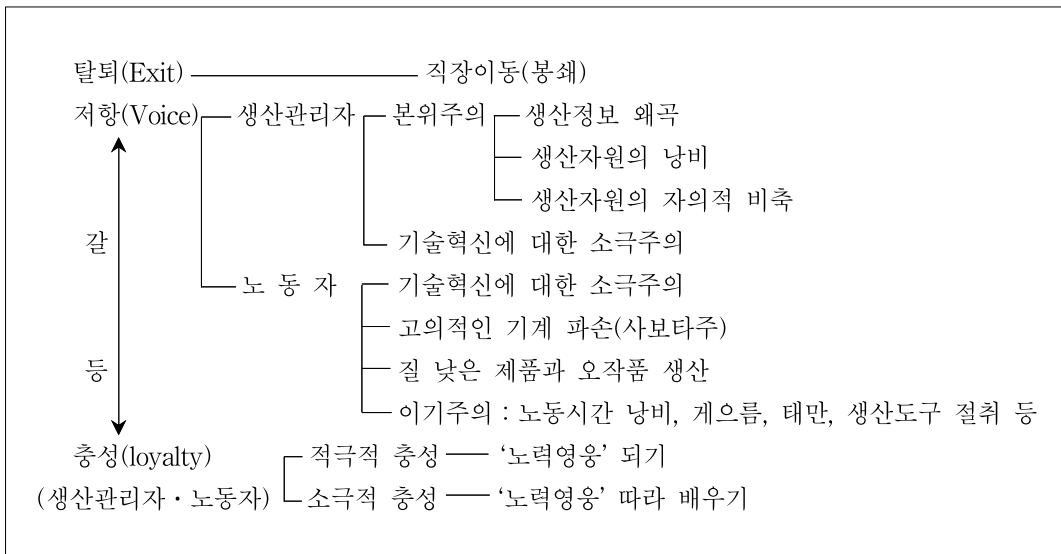 탈퇴(Exit) 직장이동(봉쇄)
저항(Voice) 생산관리자 본위주의 생산정보 왜곡
생산자원의 낭비
생산자원의 자의적 비축
갈 기술혁신에 대한 소극주의
노 동 자 기술혁신에 대한 소극주의
고의적인 기계 파손(사보타주)
등 질 낮은 제품과 오작품 생산
이기주의 : 노동시간 낭비, 게으름, 태만, 생산도구 절취 등
충성(loyalty) 적극적 충성 ‘노력영웅’ 되기
(생산관리자・노동자) 소극적 충성 ‘노력영웅’ 따라 배우기